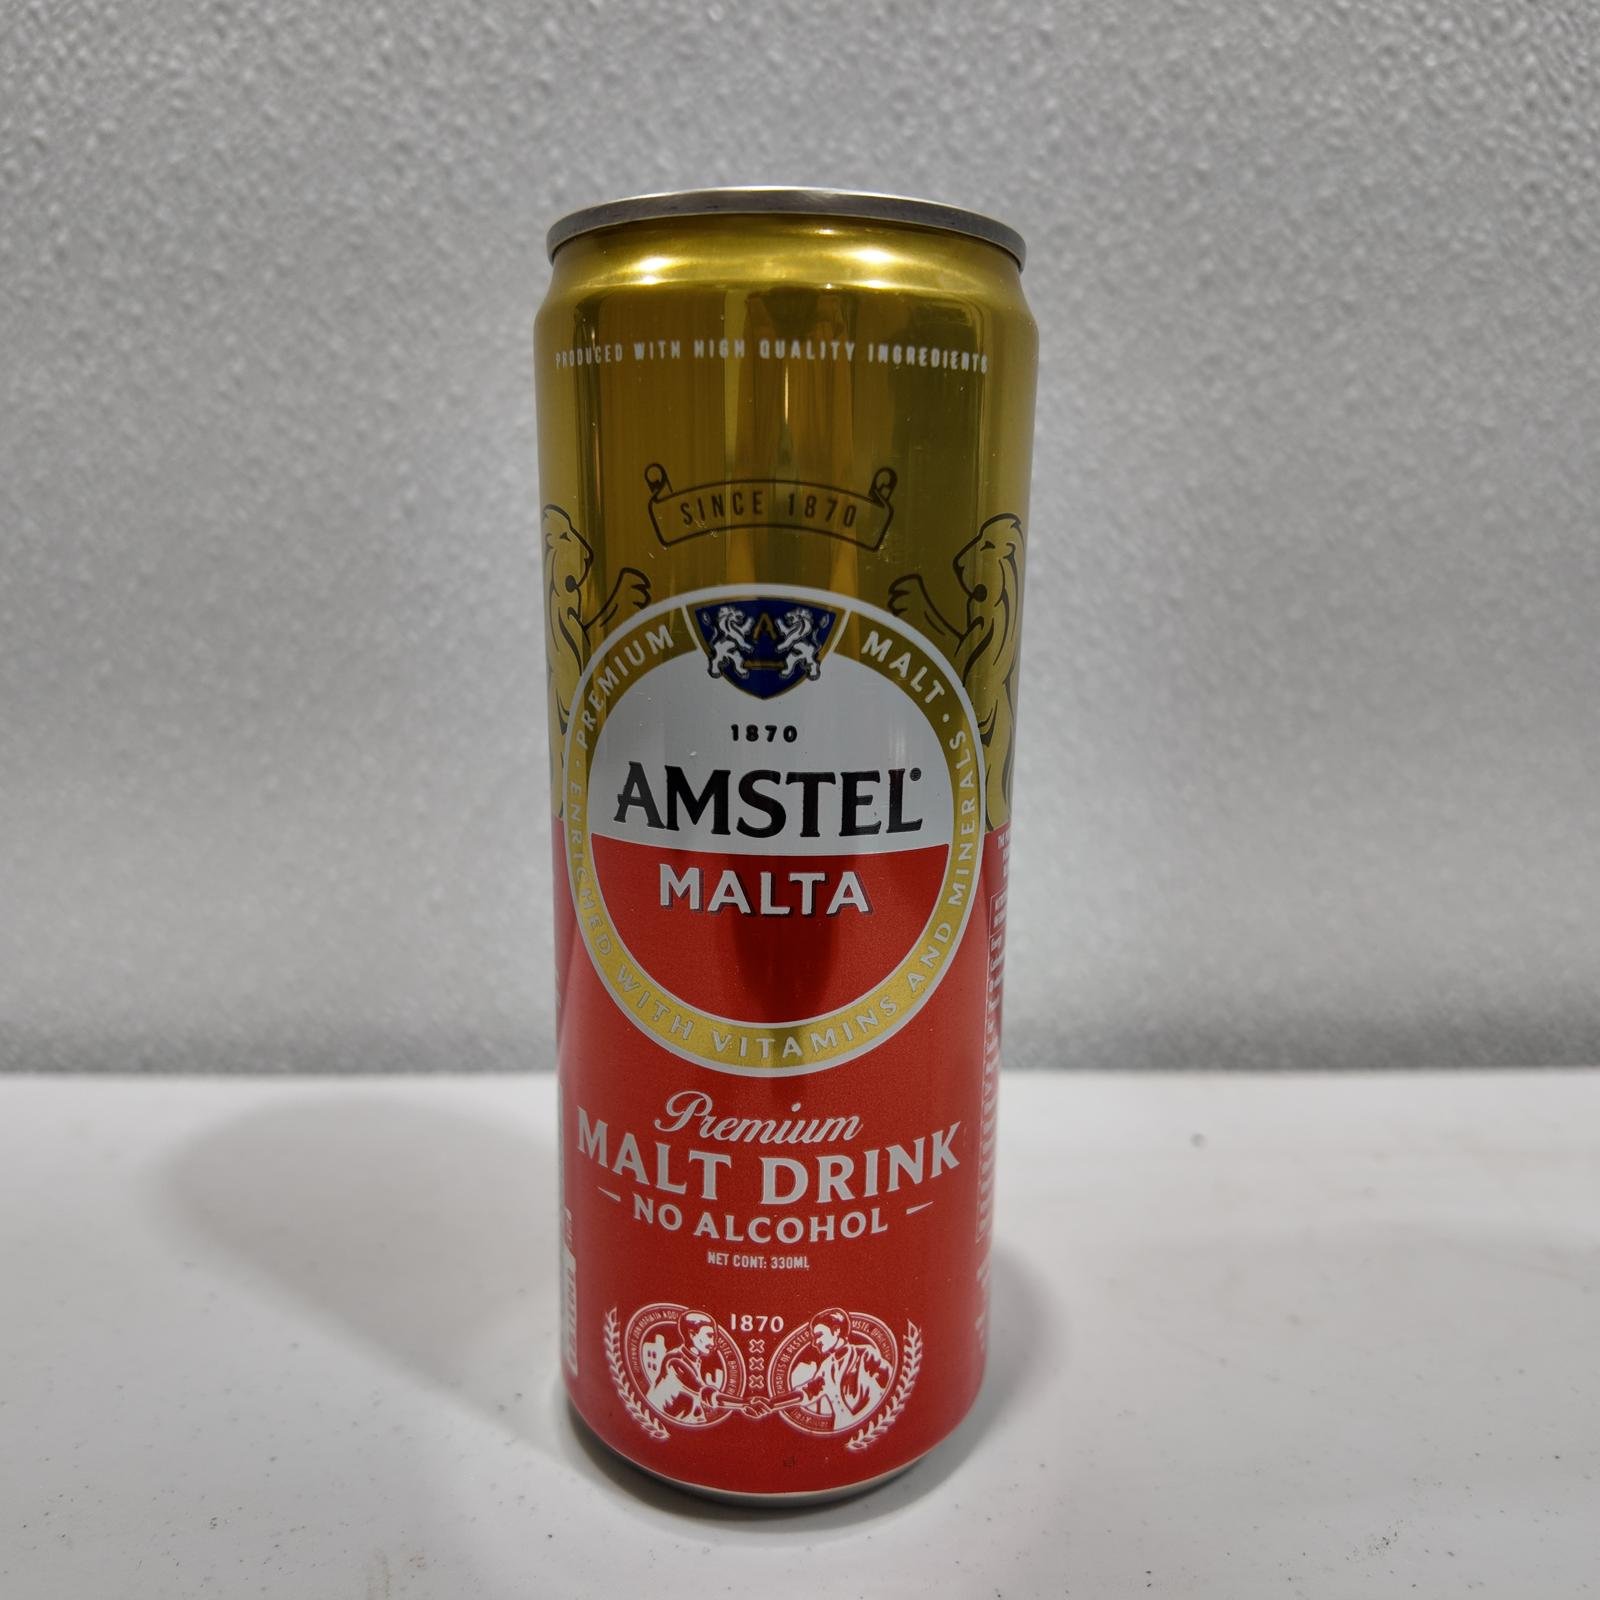 PRODUCED WITH HIGH QUALITY INGREDIENTS
SINCE 1870
A
PREMIUM MALT · ENRICHED WITH VITAMINS AND MINERALS ·
1870
AMSTEL
MALTA
Premium
MALT DRINK
— NO ALCOHOL —
NET CONT: 330ML
1870